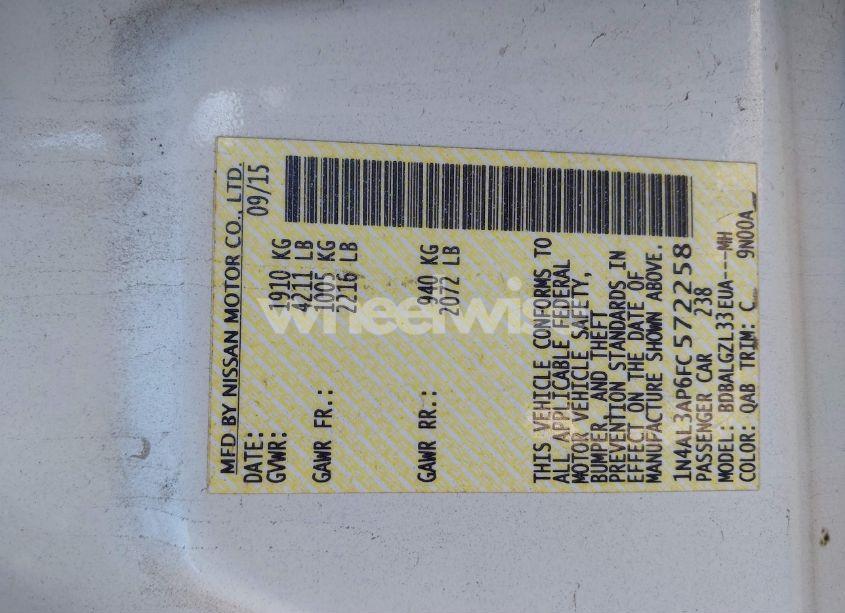 MFD BY NISSAN MOTOR CO., LTD.
DATE: 09/15
GVWR: 1910 KG
4211 LB
GAWR FR.: 1005 KG
2216 LB
GAWR RR.: 940 KG
2072 LB
THIS VEHICLE CONFORMS TO
ALL APPLICABLE FEDERAL
MOTOR VEHICLE SAFETY,
BUMPER, AND THEFT
PREVENTION STANDARDS IN
EFFECT ON THE DATE OF
MANUFACTURE SHOWN ABOVE.
1N4AL3AP6FC572258
PASSENGER CAR 238
MODEL: BDBALGZL33EUA---MH
COLOR: QAB TRIM: C_ 9N00A_
wheelwis